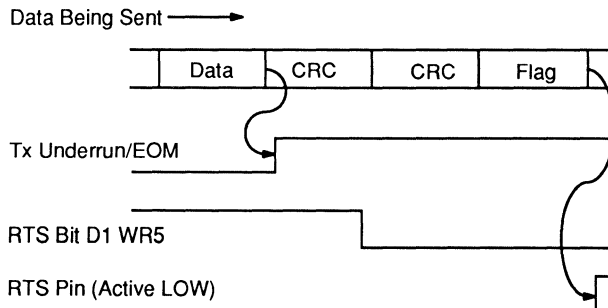 Data Being Sent
Data CRC CRC Flag
Tx Underrun/EOM
RTS Bit D1 WR5
RTS Pin (Active LOW)